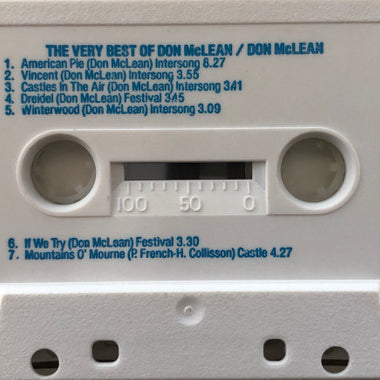 THE VERY BEST OF DON McLEAN / DON McLEAN
1. American Pie (Don McLean) Intersong 8.27
2. Vincent (Don McLean) Intersong 3.55
3. Castles In The Air (Don McLean) Intersong 3.41
4. Dreidel (Don McLean) Festival 3.45
5. Winterwood (Don McLean) Intersong 3.09
100 50 0
6. If We Try (Don McLean) Festival 3.30
7. Mountains O' Mourne (P. French-H. Collisson) Castle 4.27